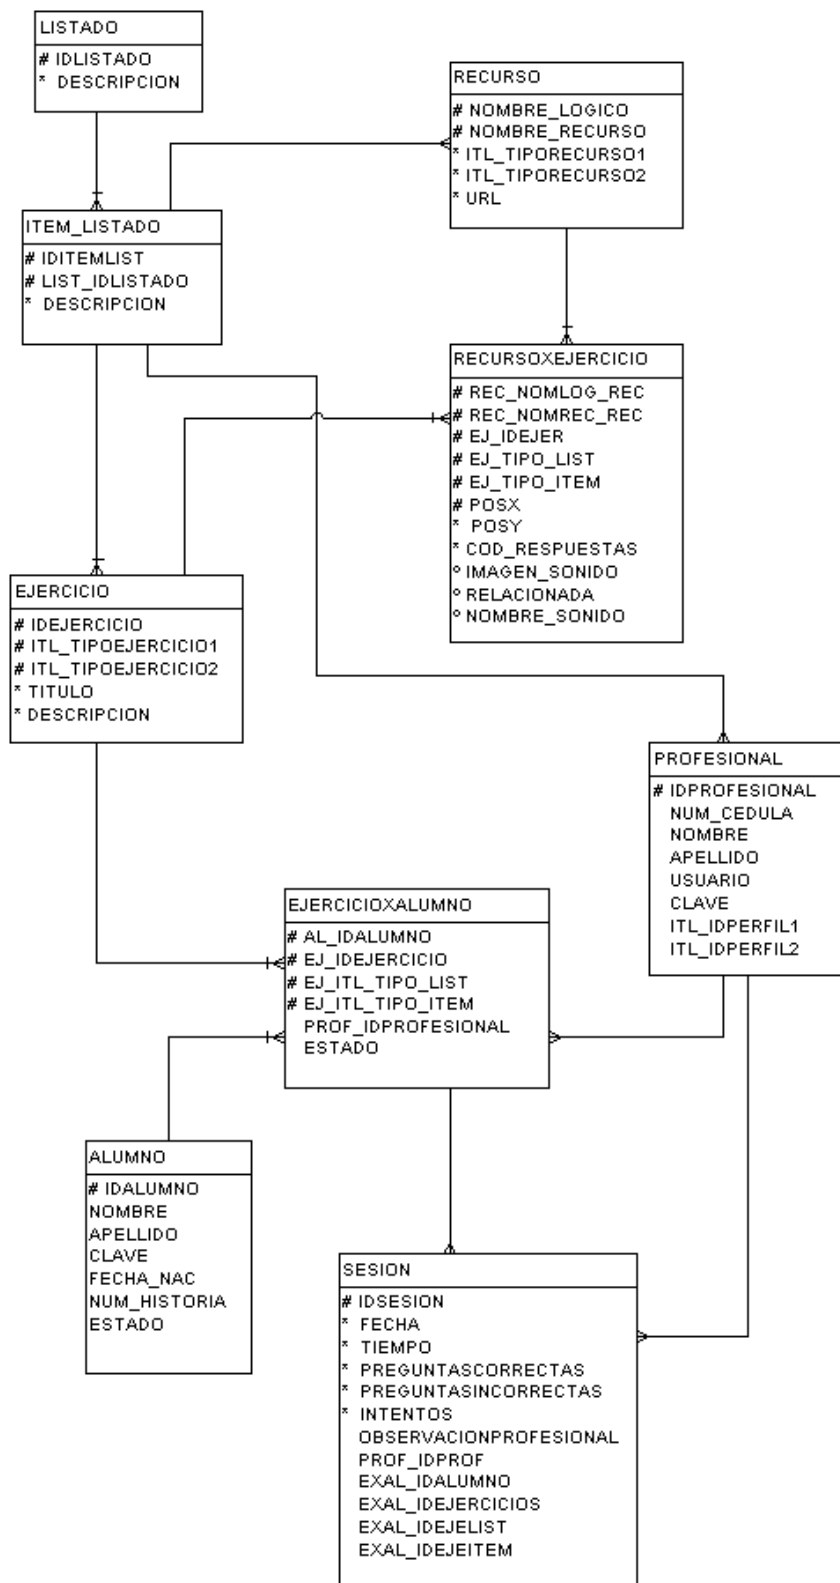 LISTADO
# IDLISTADO
* DESCRIPCION
RECURSO
# NOMBRE_LOGICO
# NOMBRE_RECURSO
* ITL_TIPORECURSO1
* ITL_TIPORECURSO2
* URL
ITEM_LISTADO
# IDITEMLIST
# LIST_IDLISTADO
* DESCRIPCION
RECURSOXEJERCICIO
# REC_NOMLOG_REC
# REC_NOMREC_REC
# EJ_IDEJER
# EJ_TIPO_LIST
# EJ_TIPO_ITEM
# POSX
* POSY
* COD_RESPUESTAS
° IMAGEN_SONIDO
° RELACIONADA
° NOMBRE_SONIDO
EJERCICIO
# IDEJERCICIO
# ITL_TIPOEJERCICIO1
# ITL_TIPOEJERCICIO2
* TITULO
* DESCRIPCION
PROFESIONAL
# IDPROFESIONAL
NUM_CEDULA
NOMBRE
APELLIDO
USUARIO
CLAVE
ITL_IDPERFIL1
ITL_IDPERFIL2
EJERCICIOXALUMNO
# AL_IDALUMNO
# EJ_IDEJERCICIO
# EJ_ITL_TIPO_LIST
# EJ_ITL_TIPO_ITEM
PROF_IDPROFESIONAL
ESTADO
ALUMNO
# IDALUMNO
NOMBRE
APELLIDO
CLAVE
FECHA_NAC
NUM_HISTORIA
ESTADO
SESION
# IDSESION
* FECHA
* TIEMPO
* PREGUNTASCORRECTAS
* PREGUNTASINCORRECTAS
* INTENTOS
OBSERVACIONPROFESIONAL
PROF_IDPROF
EXAL_IDALUMNO
EXAL_IDEJERCICIOS
EXAL_IDEJELIST
EXAL_IDEJEITEM